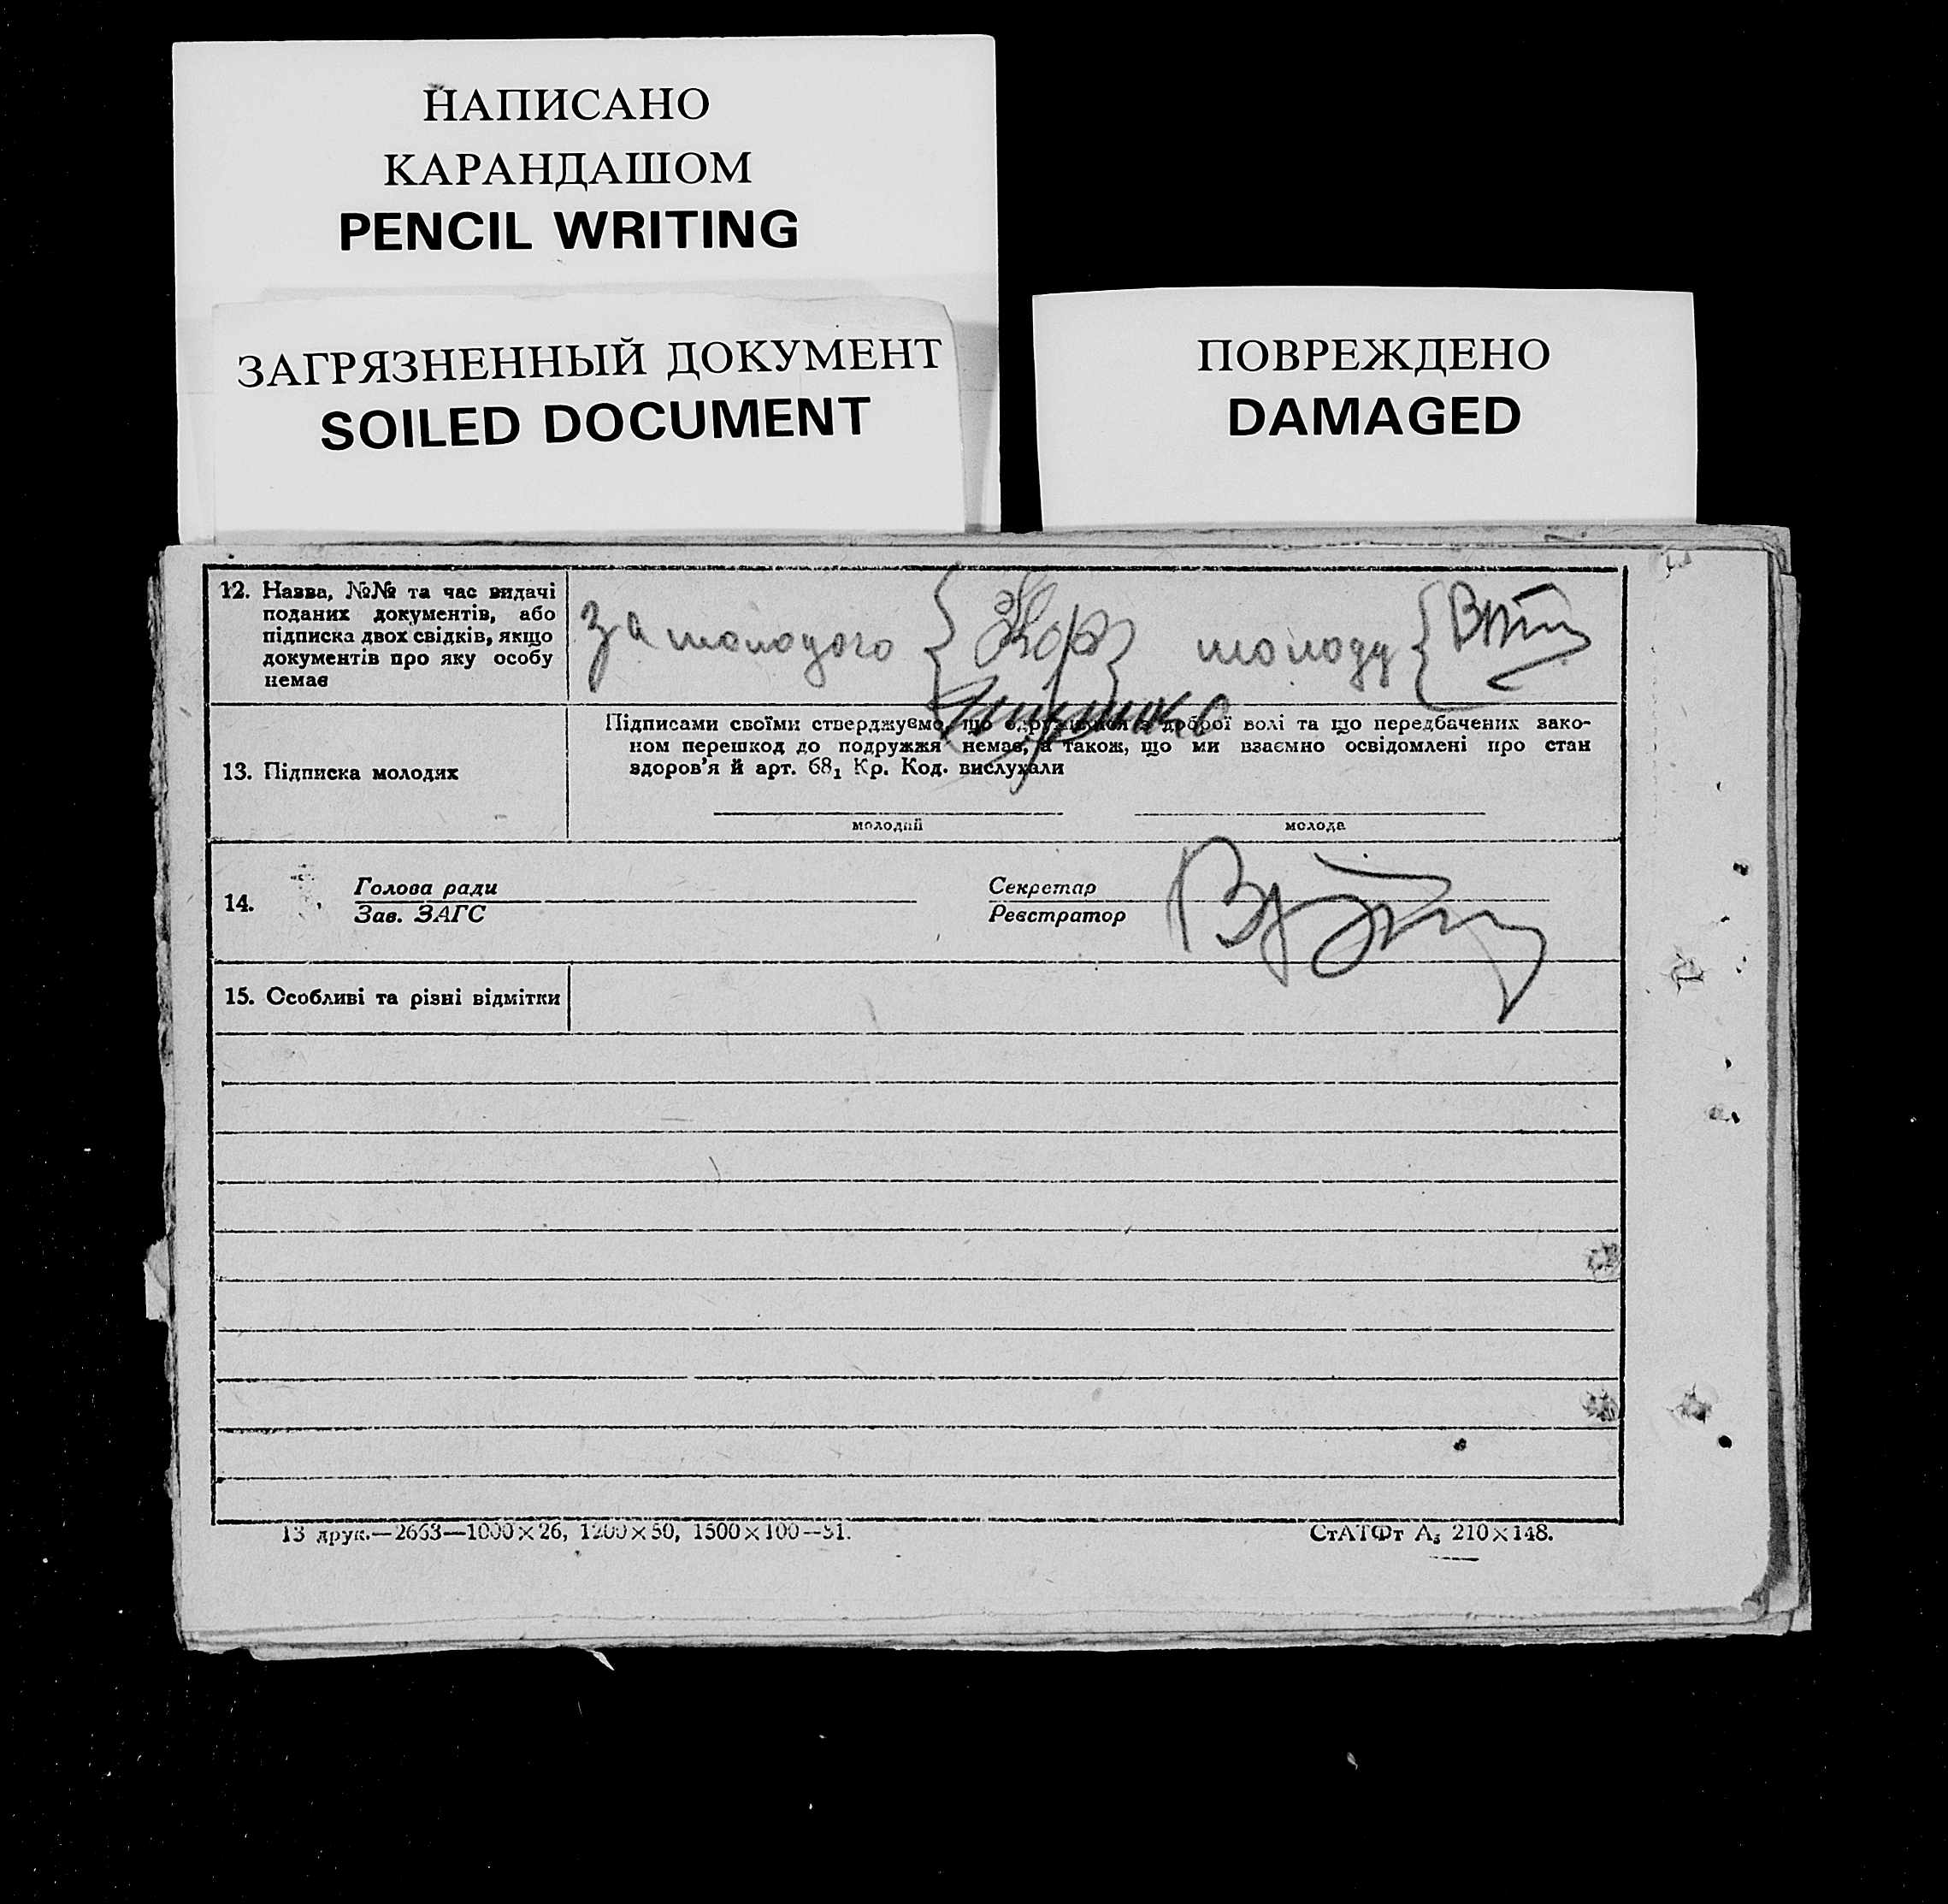 НАПИСАНО
КАРАНДАШОМ
PENCIL WRITING
ЗАГРЯЗНЕННЫЙ ДОКУМЕНТ
SOILED DOCUMENT
ПОВРЕЖДЕНО
DAMAGED
12. Назва, №№ та час видачі
поданих документів, або
підписка двох свідків, якщо
документів про яку особу
немає
За молодого молоду
13. Підписка молодих
Підписами своїми стверджуємо, що одружилися з доброї волі та що передбачених зако-
ном перешкод до подружжя немає, а також, що ми взаємно освідомлені про стан
здоров'я й арт. 68₁ Кр. Код. вислухали
молодий
молода
14.
Голова ради
Зав. ЗАГС
Секретар
Реєстратор
15. Особливі та різні відмітки
13 друк.—2663—1000×26, 1200×50, 1500×100—31.
СтАТФт А₅ 210×148.